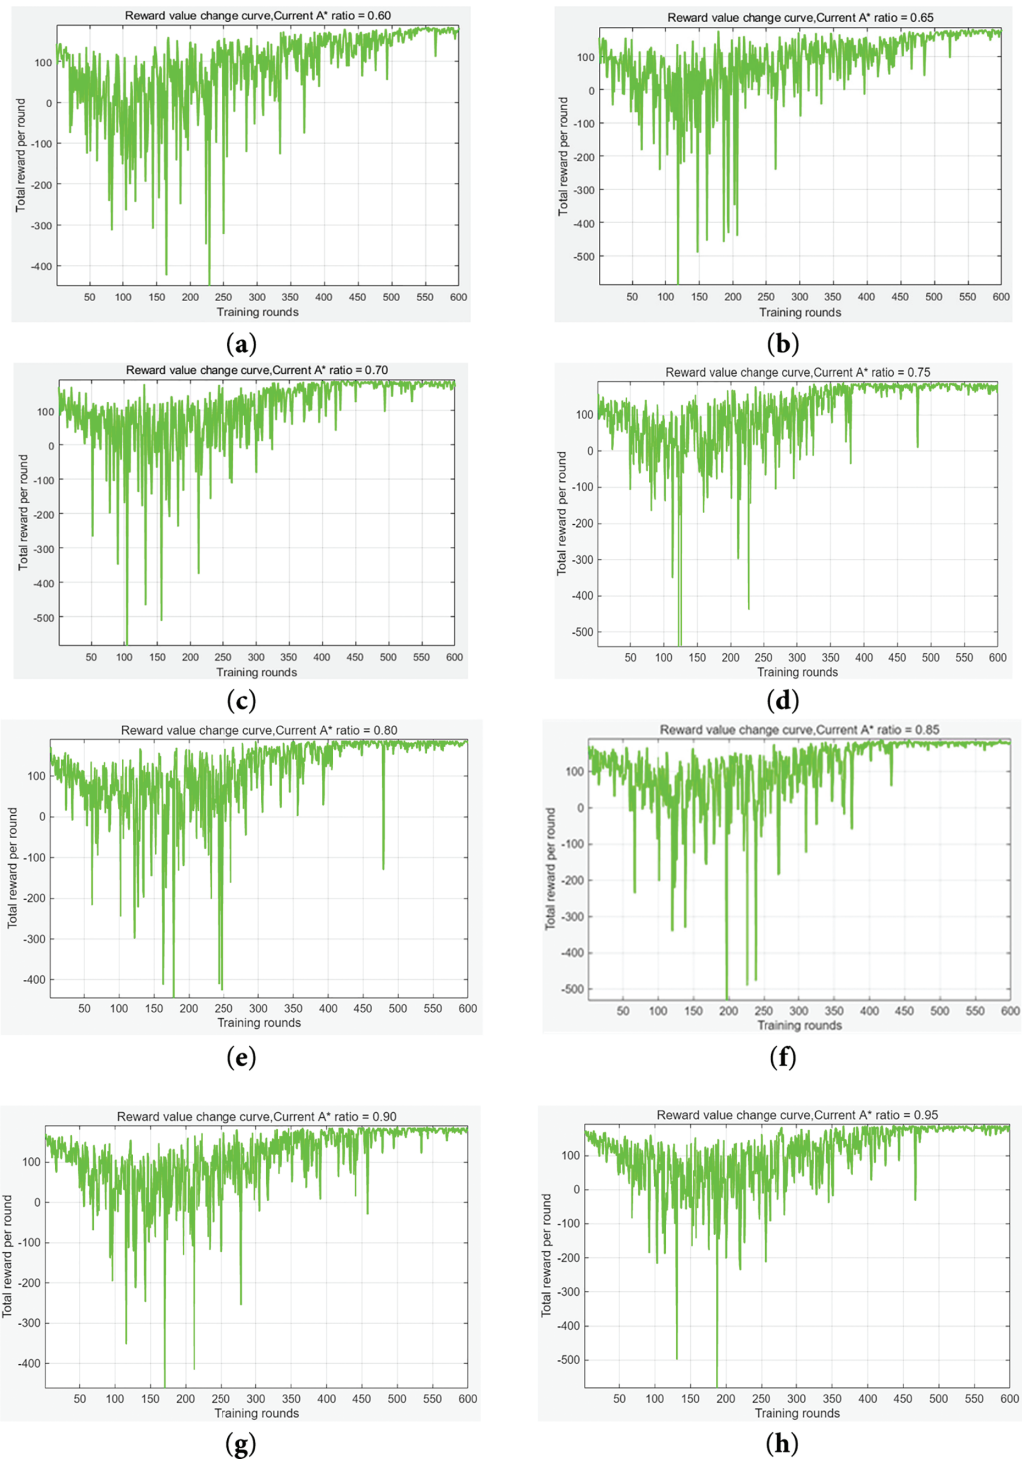 Reward value change curve,Current A* ratio = 0.60
Total reward per round
100
0
-100
-200
-300
-400
50 100 150 200 250 300 350 400 450 500 550 600
Training rounds
(a)
Reward value change curve,Current A* ratio = 0.65
Total reward per round
100
0
-100
-200
-300
-400
-500
50 100 150 200 250 300 350 400 450 500 550 600
Training rounds
(b)
Reward value change curve,Current A* ratio = 0.70
Total reward per round
100
0
-100
-200
-300
-400
-500
50 100 150 200 250 300 350 400 450 500 550 600
Training rounds
(c)
Reward value change curve,Current A* ratio = 0.75
Total reward per round
100
0
-100
-200
-300
-400
-500
50 100 150 200 250 300 350 400 450 500 550 600
Training rounds
(d)
Reward value change curve,Current A* ratio = 0.80
Total reward per round
100
0
-100
-200
-300
-400
50 100 150 200 250 300 350 400 450 500 550 600
Training rounds
(e)
Reward value change curve,Current A* ratio = 0.85
Total reward per round
100
0
-100
-200
-300
-400
-500
50 100 150 200 250 300 350 400 450 500 550 600
Training rounds
(f)
Reward value change curve,Current A* ratio = 0.90
Total reward per round
100
0
-100
-200
-300
-400
50 100 150 200 250 300 350 400 450 500 550 600
Training rounds
(g)
Reward value change curve,Current A* ratio = 0.95
Total reward per round
100
0
-100
-200
-300
-400
-500
50 100 150 200 250 300 350 400 450 500 550 600
Training rounds
(h)